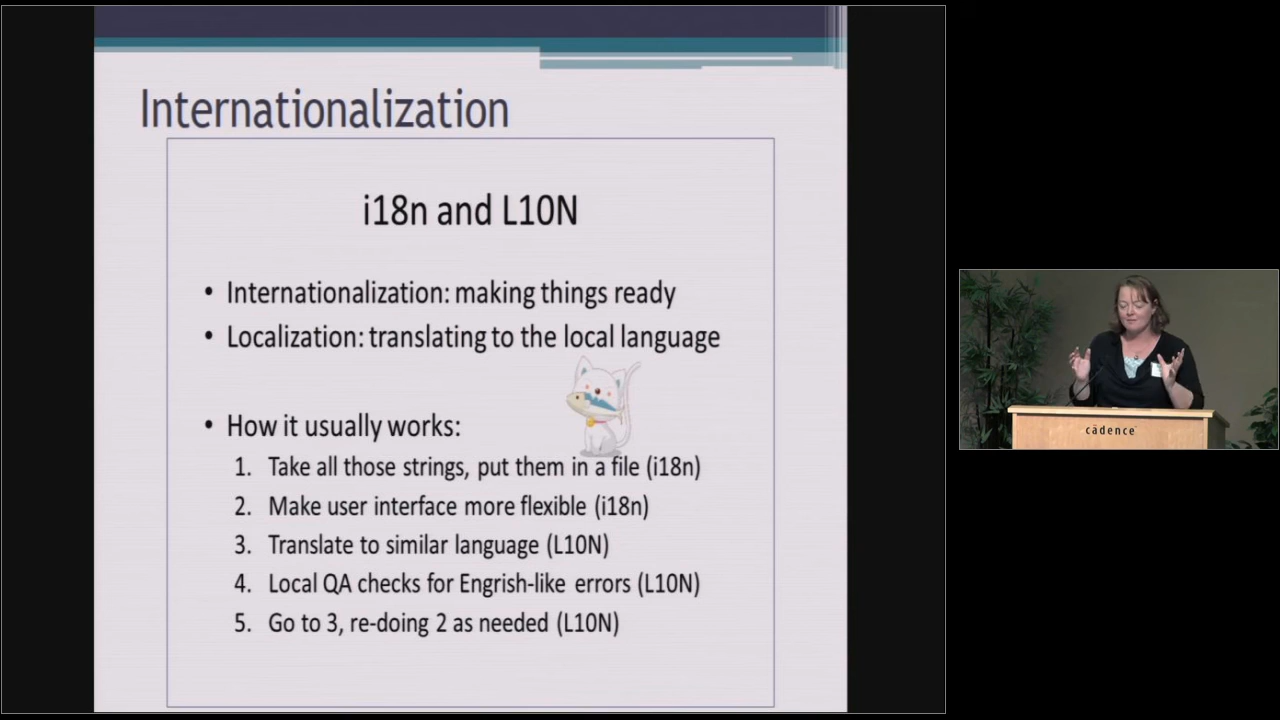 Internationalization
i18n and L10N
• Internationalization: making things ready
• Localization: translating to the local language
• How it usually works:
1. Take all those strings, put them in a file (i18n)
2. Make user interface more flexible (i18n)
3. Translate to similar language (L10N)
4. Local QA checks for Engrish-like errors (L10N)
5. Go to 3, re-doing 2 as needed (L10N)
cādence